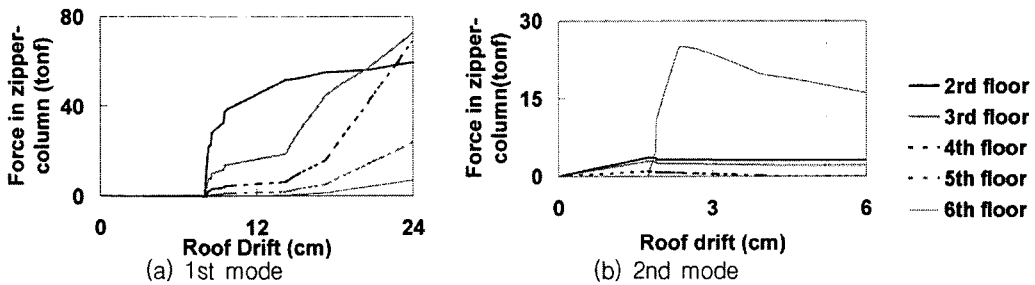 Force in zipper-
column (tonf)
80
40
0
0
12
24
Roof Drift (cm)
(a) 1st mode
Force in zipper-
column(tonf)
30
15
0
0
3
6
Roof drift (cm)
(b) 2nd mode
2rd floor
3rd floor
4th floor
5th floor
6th floor